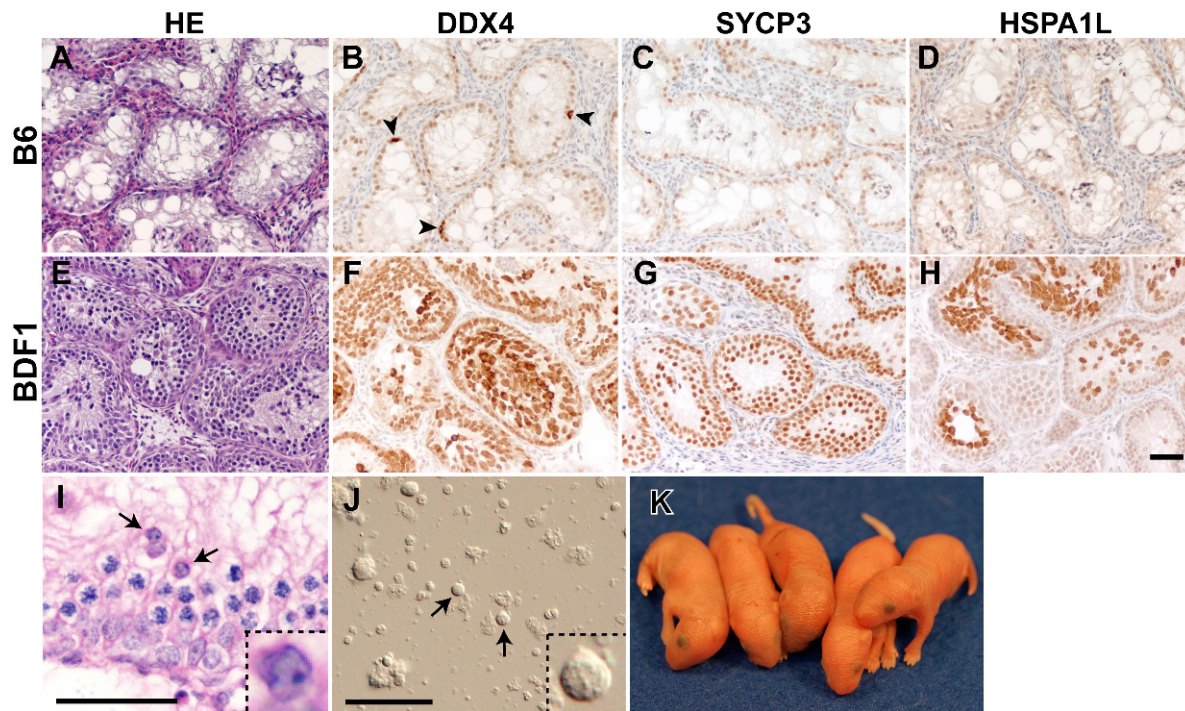 HE DDX4 SYCP3 HSPA1L
B6
A B C D
BDF1
E F G H
I J K